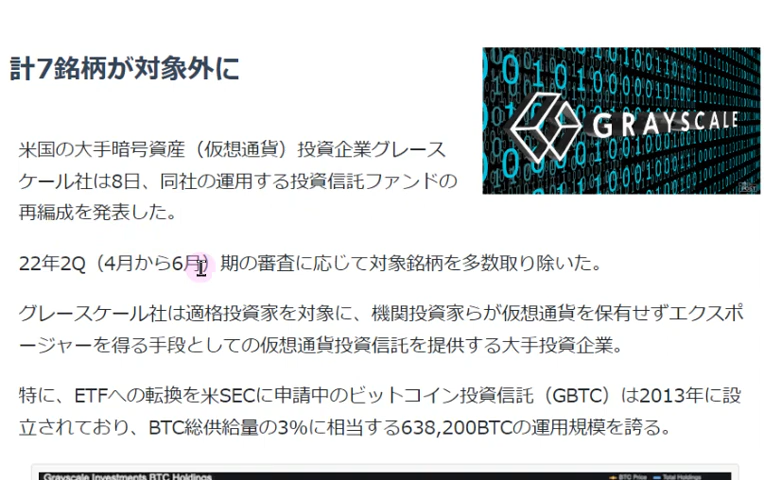 計7銘柄が対象外に
GRAYSCALE
米国の大手暗号資産（仮想通貨）投資企業グレース
ケール社は8日、同社の運用する投資信託ファンドの
再編成を発表した。
22年2Q（4月から6月）期の審査に応じて対象銘柄を多数取り除いた。
グレースケール社は適格投資家を対象に、機関投資家らが仮想通貨を保有せずエクスポ
ージャーを得る手段としての仮想通貨投資信託を提供する大手投資企業。
特に、ETFへの転換を米SECに申請中のビットコイン投資信託（GBTC）は2013年に設
立されており、BTC総供給量の3%に相当する638,200BTCの運用規模を誇る。
Grayscale Investments BTC Holdings
BTC Price Total Holdings